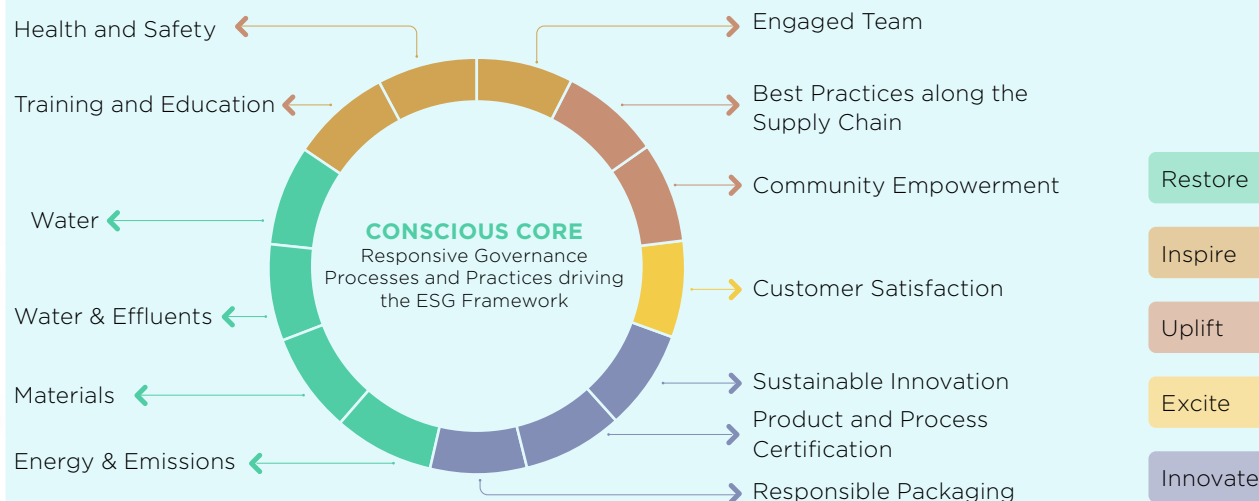 Health and Safety
Training and Education
Water
Water & Effluents
Materials
Energy & Emissions
CONSCIOUS CORE
Responsive Governance
Processes and Practices driving
the ESG Framework
Engaged Team
Best Practices along the
Supply Chain
Community Empowerment
Customer Satisfaction
Sustainable Innovation
Product and Process
Certification
Responsible Packaging
Restore
Inspire
Uplift
Excite
Innovate